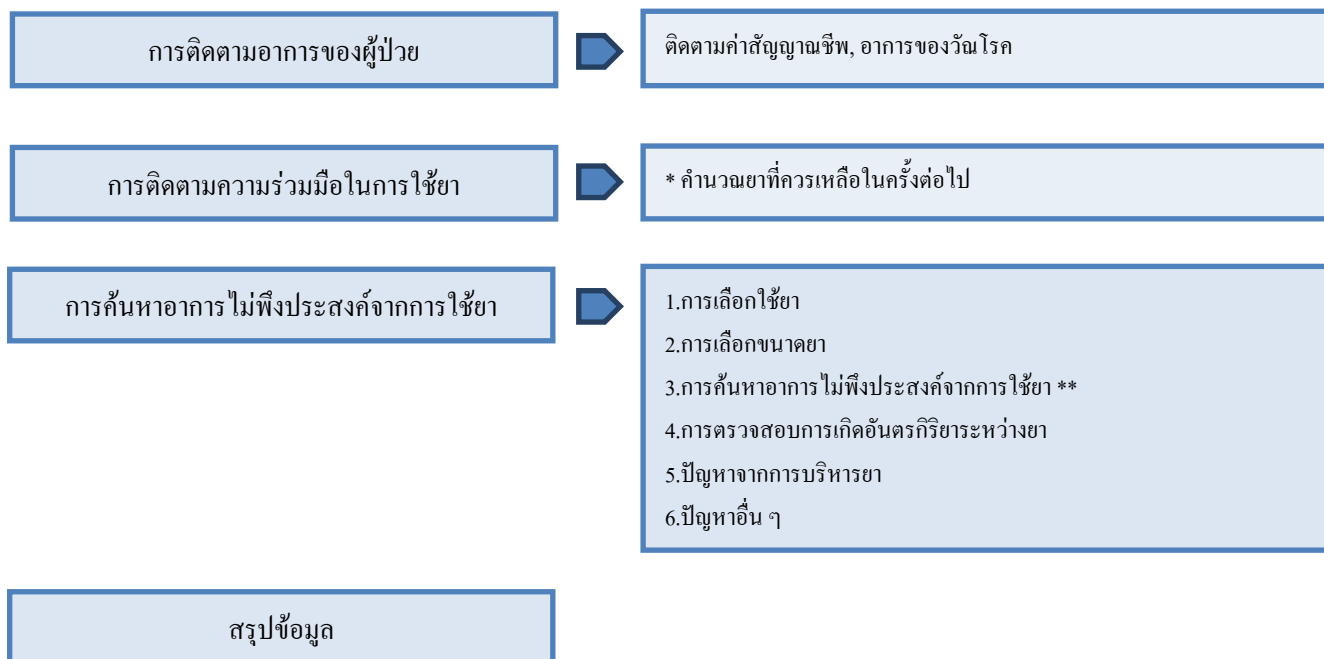 การติดตามอาการของผู้ป่วย
ติดตามค่าสัญญาณชีพ, อาการของวัณโรค
การติดตามความร่วมมือในการใช้ยา
* คำนวณยาที่ควรเหลือในครั้งต่อไป
การค้นหาอาการไม่พึงประสงค์จากการใช้ยา
1.การเลือกใช้ยา
2.การเลือกขนาดยา
3.การค้นหาอาการไม่พึงประสงค์จากการใช้ยา **
4.การตรวจสอบการเกิดอันตรกิริยาระหว่างยา
5.ปัญหาจากการบริหารยา
6.ปัญหาอื่น ๆ
สรุปข้อมูล